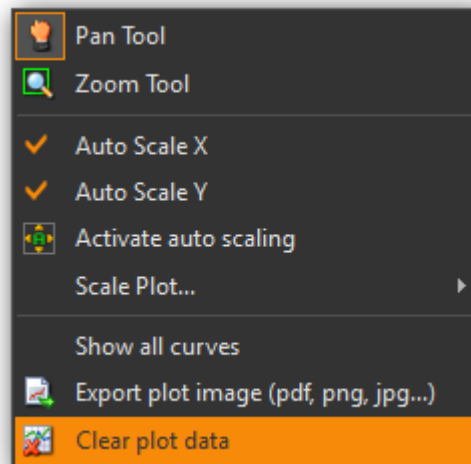 Pan Tool
Zoom Tool
Auto Scale X
Auto Scale Y
Activate auto scaling
Scale Plot...
Show all curves
Export plot image (pdf, png, jpg...)
Clear plot data